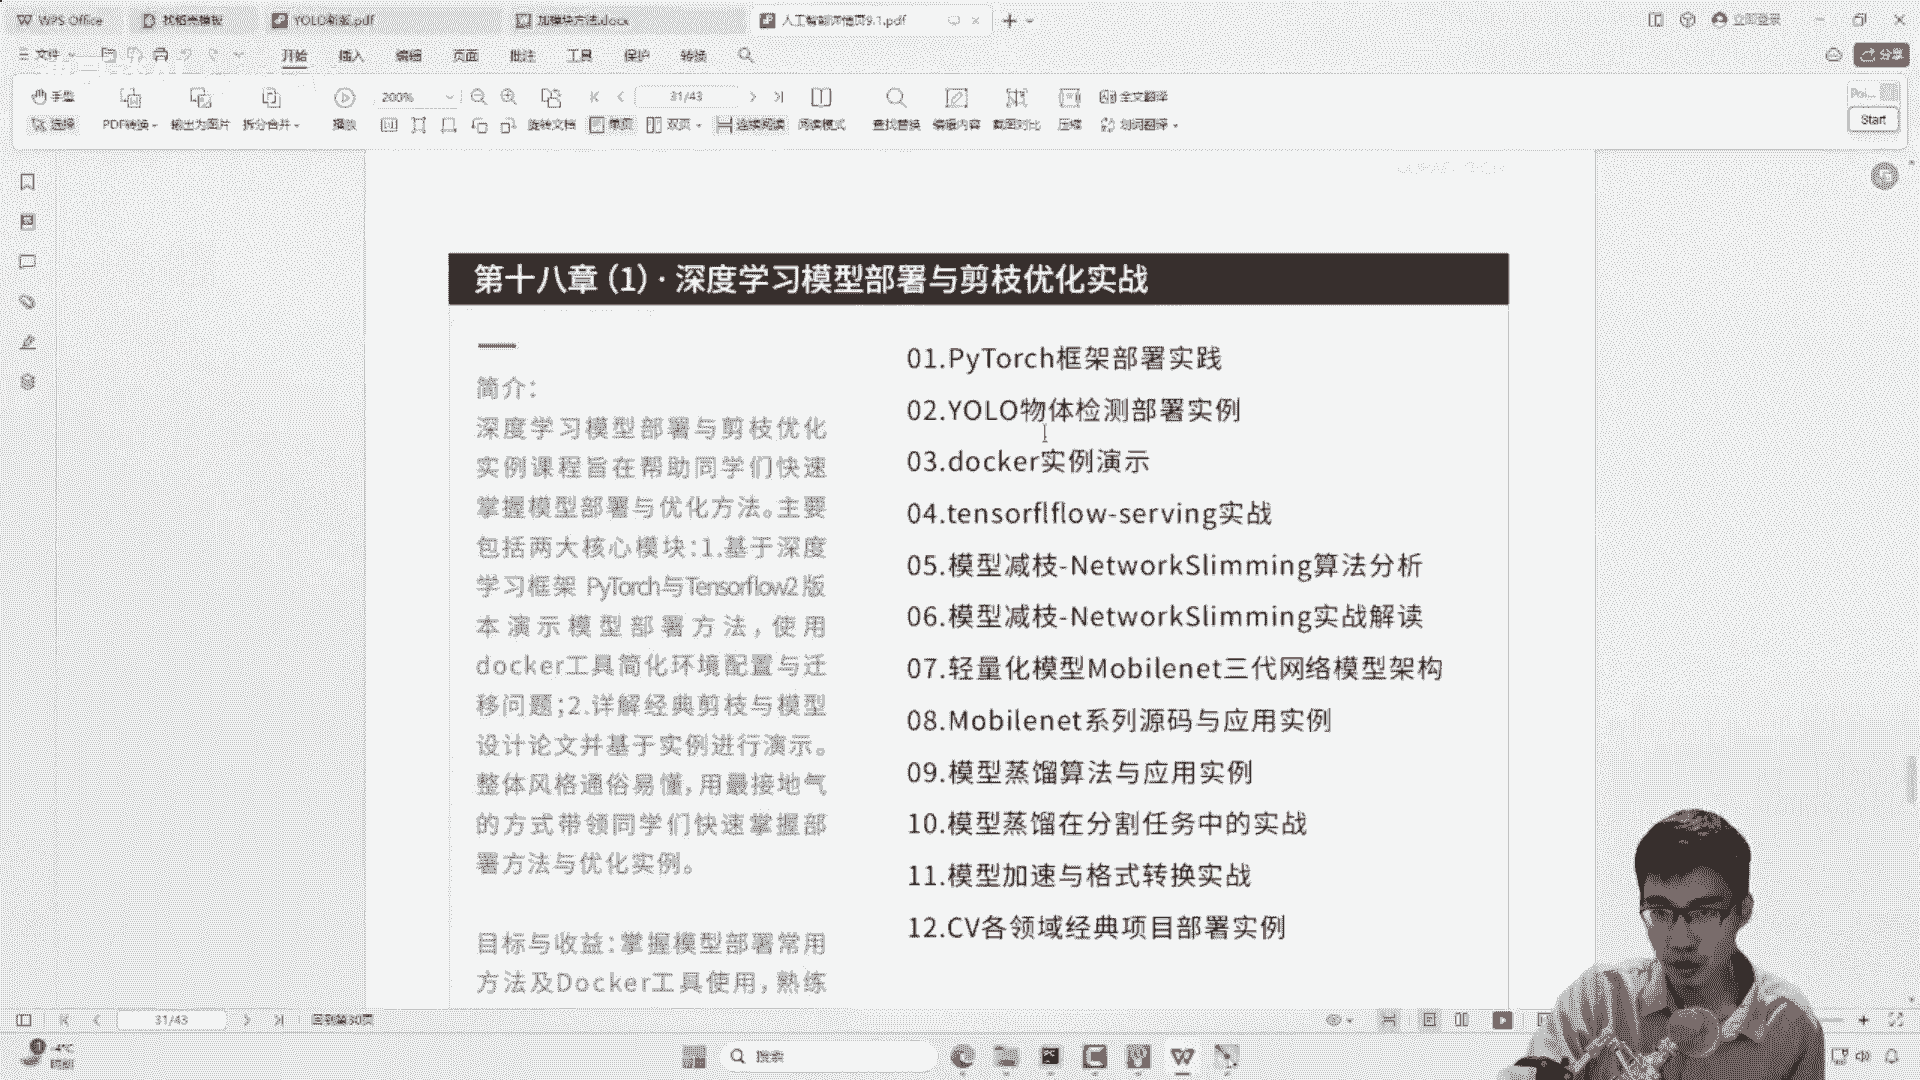 WPS Office
找稻壳模板
YOLO新版.pdf
加模块方法.docx
人工智能详情页9.1.pdf
立即登录
文件
开始
插入
编辑
页面
批注
工具
保护
转换
分享
手型
200%
31/43
全文翻译
选择
PDF转换
输出为图片
拆分合并
播放
旋转文档
单页
双页
连续阅读
阅读模式
查找替换
编辑内容
截图对比
压缩
划词翻译
Start
第十八章 (1) · 深度学习模型部署与剪枝优化实战
简介:
深度学习模型部署与剪枝优化
实例课程旨在帮助同学们快速
掌握模型部署与优化方法。主要
包括两大核心模块:1.基于深度
学习框架 PyTorch与Tensorflow2版
本演示模型部署方法,使用
docker工具简化环境配置与迁
移问题;2.详解经典剪枝与模型
设计论文并基于实例进行演示。
整体风格通俗易懂,用最接地气
的方式带领同学们快速掌握部
署方法与优化实例。
目标与收益:掌握模型部署常用
方法及Docker工具使用,熟练
01.PyTorch框架部署实践
02.YOLO物体检测部署实例
03.docker实例演示
04.tensorflflow-serving实战
05.模型减枝-NetworkSlimming算法分析
06.模型减枝-NetworkSlimming实战解读
07.轻量化模型Mobilenet三代网络模型架构
08.Mobilenet系列源码与应用实例
09.模型蒸馏算法与应用实例
10.模型蒸馏在分割任务中的实战
11.模型加速与格式转换实战
12.CV各领域经典项目部署实例
31/43
回到第30页
-4°C
搜索